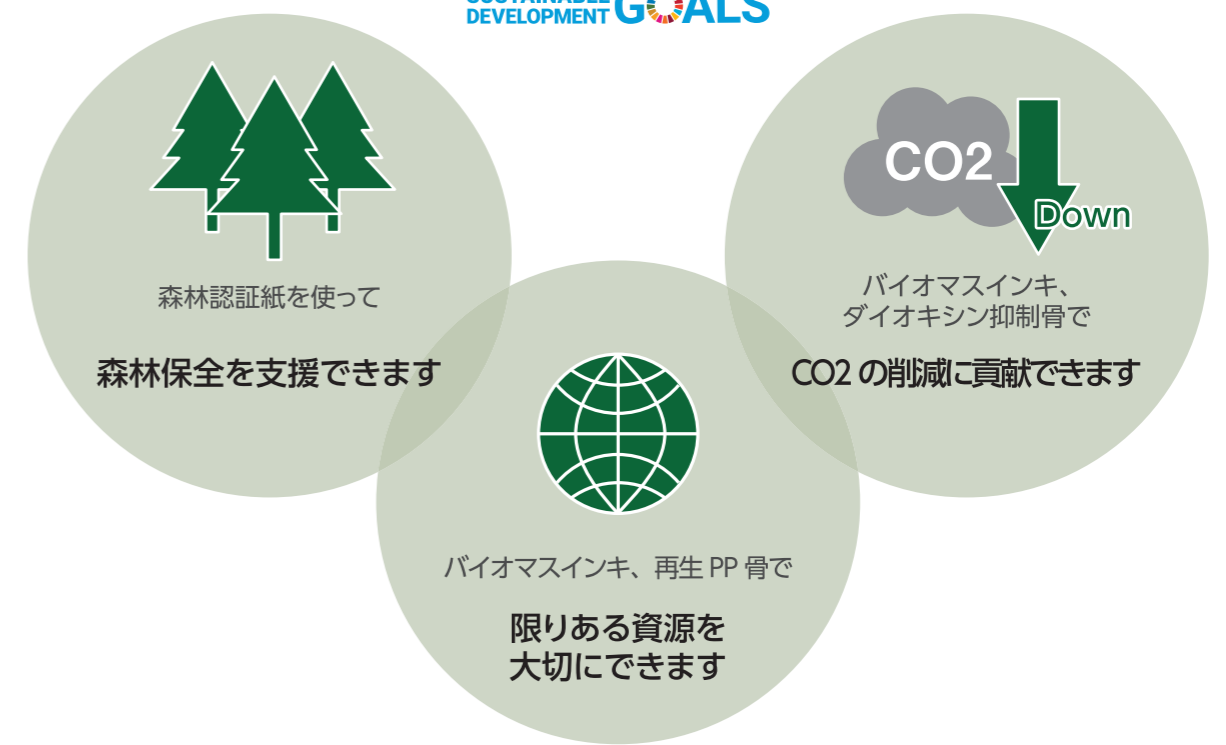 SUSTAINABLE
DEVELOPMENT GOALS
森林認証紙を使って
森林保全を支援できます
CO2
Down
バイオマスインキ、
ダイオキシン抑制骨で
CO2 の削減に貢献できます
バイオマスインキ、再生 PP 骨で
限りある資源を
大切にできます